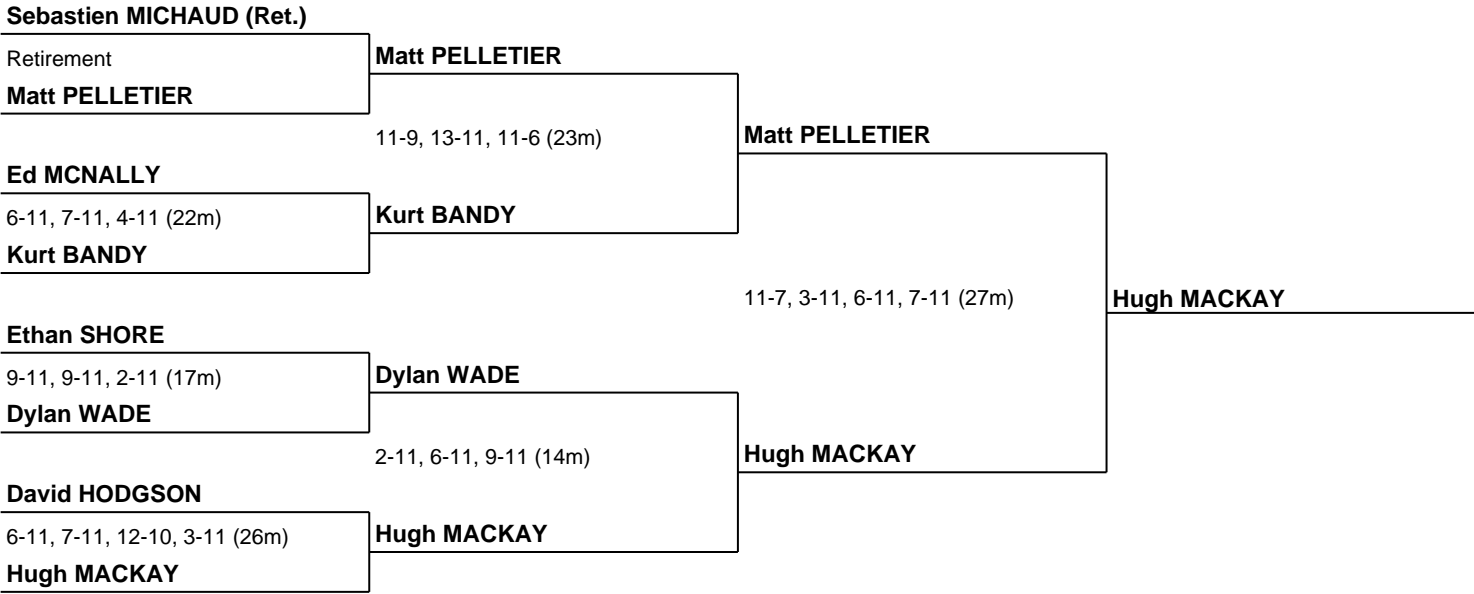 Sebastien MICHAUD (Ret.)
Retirement
Matt PELLETIER
Matt PELLETIER
11-9, 13-11, 11-6 (23m)
Matt PELLETIER
Ed MCNALLY
6-11, 7-11, 4-11 (22m)
Kurt BANDY
Kurt BANDY
11-7, 3-11, 6-11, 7-11 (27m)
Hugh MACKAY
Ethan SHORE
9-11, 9-11, 2-11 (17m)
Dylan WADE
Dylan WADE
2-11, 6-11, 9-11 (14m)
Hugh MACKAY
David HODGSON
6-11, 7-11, 12-10, 3-11 (26m)
Hugh MACKAY
Hugh MACKAY